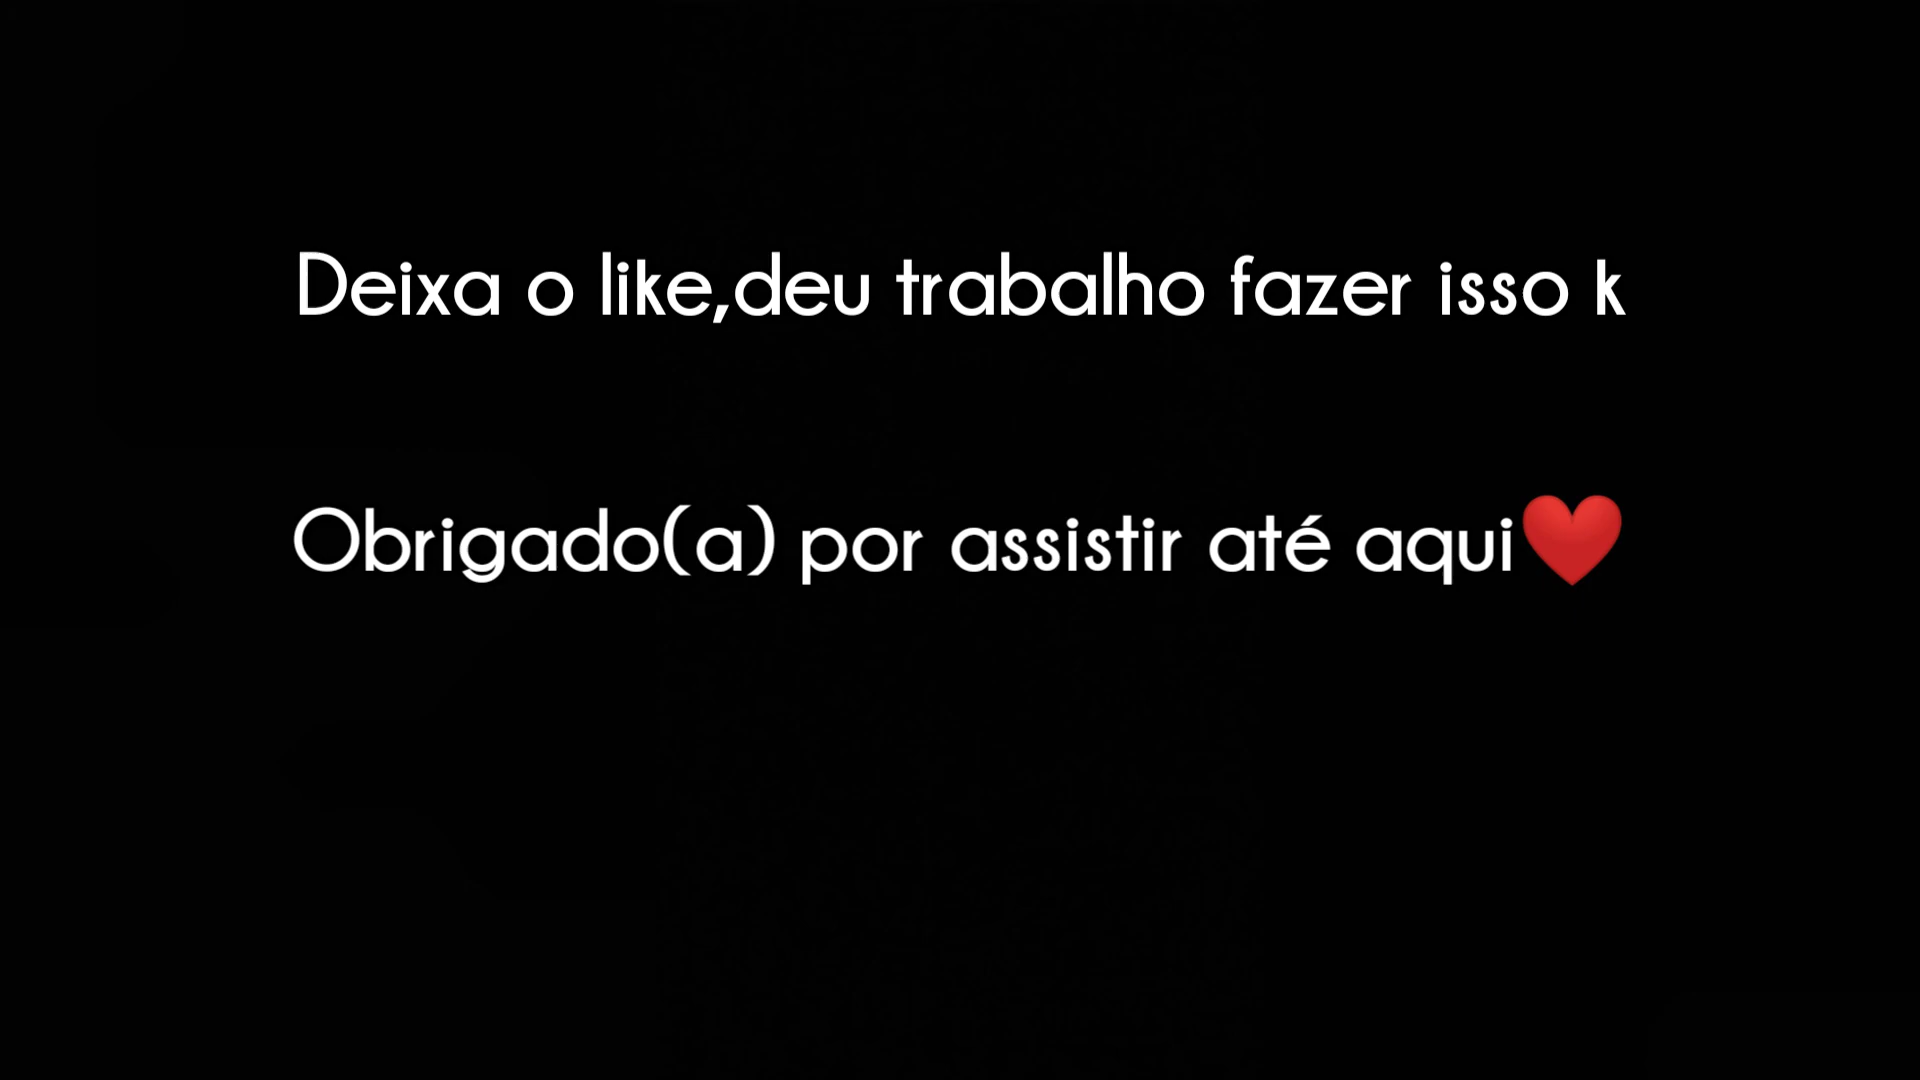 Deixa o like,deu trabalho fazer isso k
Obrigado(a) por assistir até aqui❤️